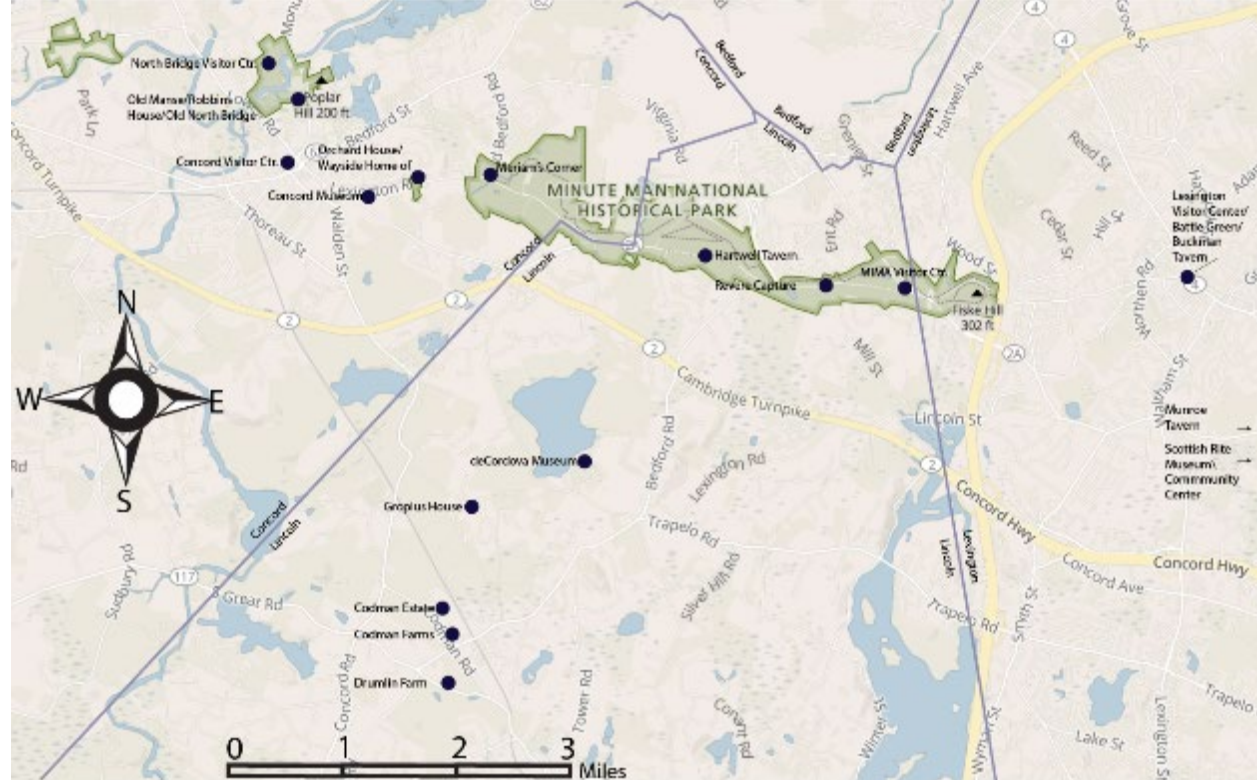 4
Grove St
4
62
Monu
Bedford
Concord
North Bridge Visitor Ctr.
Hartwell Ave
Park Ln
Old Manse/Robbins
House/Old North Bridge
Rd
Poplar
Hill 200 ft
Bedford St
Old Bedford Rd
Virginia Rd
Bedford
Lincoln
Bedford
Lexington
Concord Turnpike
Concord Visitor Ctr.
Orchard House/
Wayside Home of
Lexington Rd
Concord Museum
Meriam's Corner
MINUTE MAN NATIONAL
HISTORICAL PARK
Reed St
Hill St
Cedar St
Lexington
Visitor Center/
Battle Green/
Buckman
Tavern
4
Thoreau St
Walden St
Concord
Lincoln
Hartwell Tavern
Ent Rd
Revere Capture
MIMA Visitor Ctr.
Wood St
Fiske Hill
302 ft
2A
2
2
2
Mill St
N
W
E
S
Cambridge Turnpike
Lincoln St
Waltham St
Munroe
Tavern
Scottish Rite
Museum\
Commmunity
Center
deCordova Museum
Bedford Rd
Lexington Rd
2
Concord Hwy
Gropius House
Trapelo Rd
Concord
Lincoln
Lincoln
Lexington
Concord Ave
Concord Hwy
Sudbury Rd
117
S Great Rd
Silver Hill Rd
Smith St
Trapelo Rd
Codman Estate
Codman Farms
Codman Rd
Drumlin Farm
Concord Rd
Tower Rd
Conant Rd
Winter St
Trapelo
Lexington St
Lake St
0
1
2
3
Miles